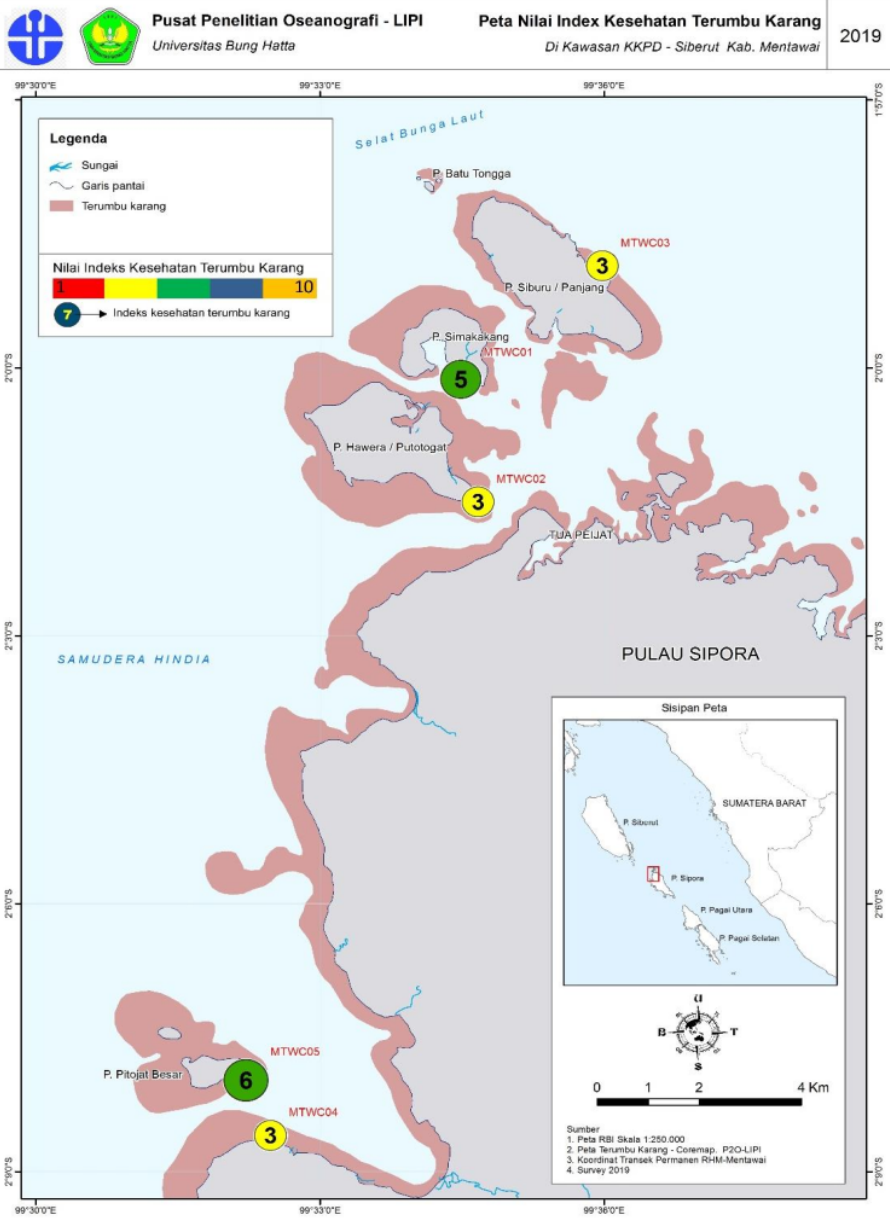 Pusat Penelitian Oseanografi - LIPI
Universitas Bung Hatta
Peta Nilai Index Kesehatan Terumbu Karang
Di Kawasan KKPD - Siberut Kab. Mentawai
2019
99°30'0"E 99°33'0"E 99°36'0"E
1°57'0"S
Legenda
Sungai
Garis pantai
Terumbu karang
Nilai Indeks Kesehatan Terumbu Karang
1 10
7 Indeks kesehatan terumbu karang
Selat Bunga Laut
P. Batu Tongga
MTWC03
3
P. Siburu / Panjang
P. Simakakang
MTWC01
5
2°0'0"S 2°0'0"S
P. Hawera / Putotogat
MTWC02
3
TUA PEIJAT
2°3'0"S 2°3'0"S
PULAU SIPORA
SAMUDERA HINDIA
Sisipan Peta
SUMATERA BARAT
P. Siberut
P. Sipora
P. Pagai Utara
P. Pagai Selatan
2°6'0"S 2°6'0"S
U
B T
S
MTWC05
P. Pitojat Besar
6
MTWC04
3
0 1 2 4 Km
Sumber
1. Peta RBI Skala 1:250.000
2. Peta Terumbu Karang - Coremap. P2O-LIPI
3. Koordinat Transek Permanen RHM-Mentawai
4. Survey 2019
2°9'0"S 2°9'0"S
99°30'0"E 99°33'0"E 99°36'0"E